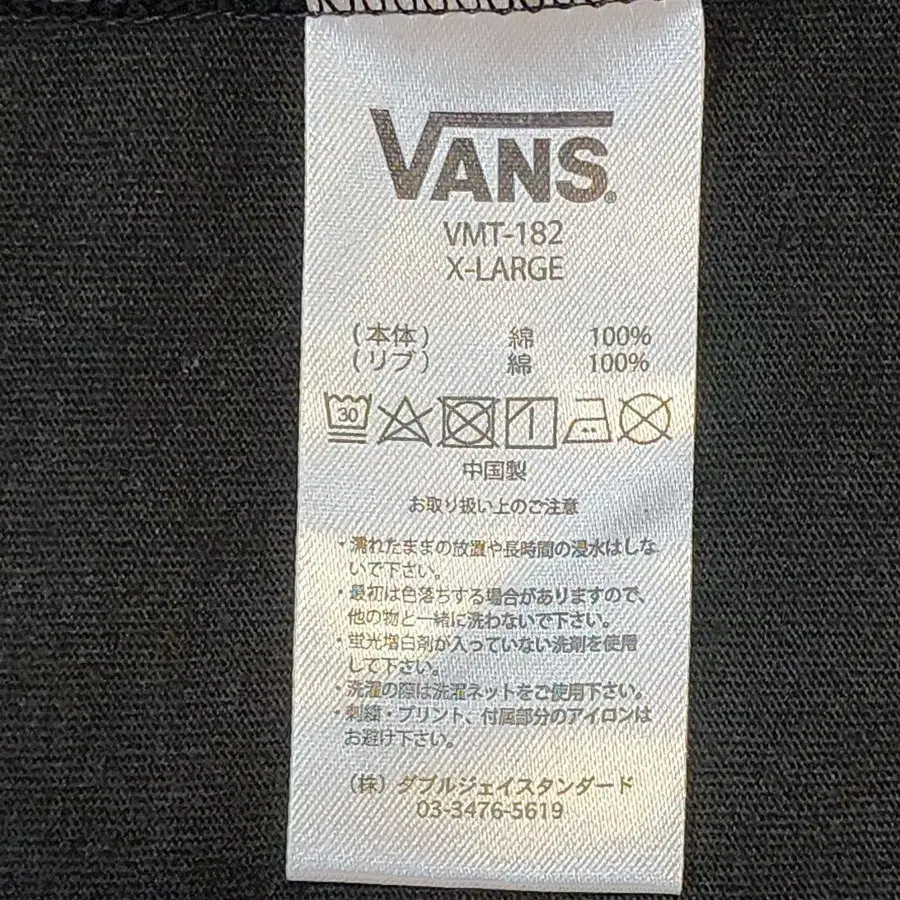 VANS®
VMT-182
X-LARGE
(本体) 綿 100%
(リブ) 綿 100%
30
中国製
お取り扱い上のご注意
・濡れたままの放置や長時間の浸水はしな
いで下さい。
・最初は色落ちする場合がありますので、
他の物と一緒に洗わないで下さい。
・蛍光増白剤が入っていない洗剤を使用
して下さい。
・洗濯の際は洗濯ネットをご使用下さい。
・刺繍・プリント、付属部分のアイロンは
お避け下さい。
(株)ダブルジェイスタンダード
03-3476-5619